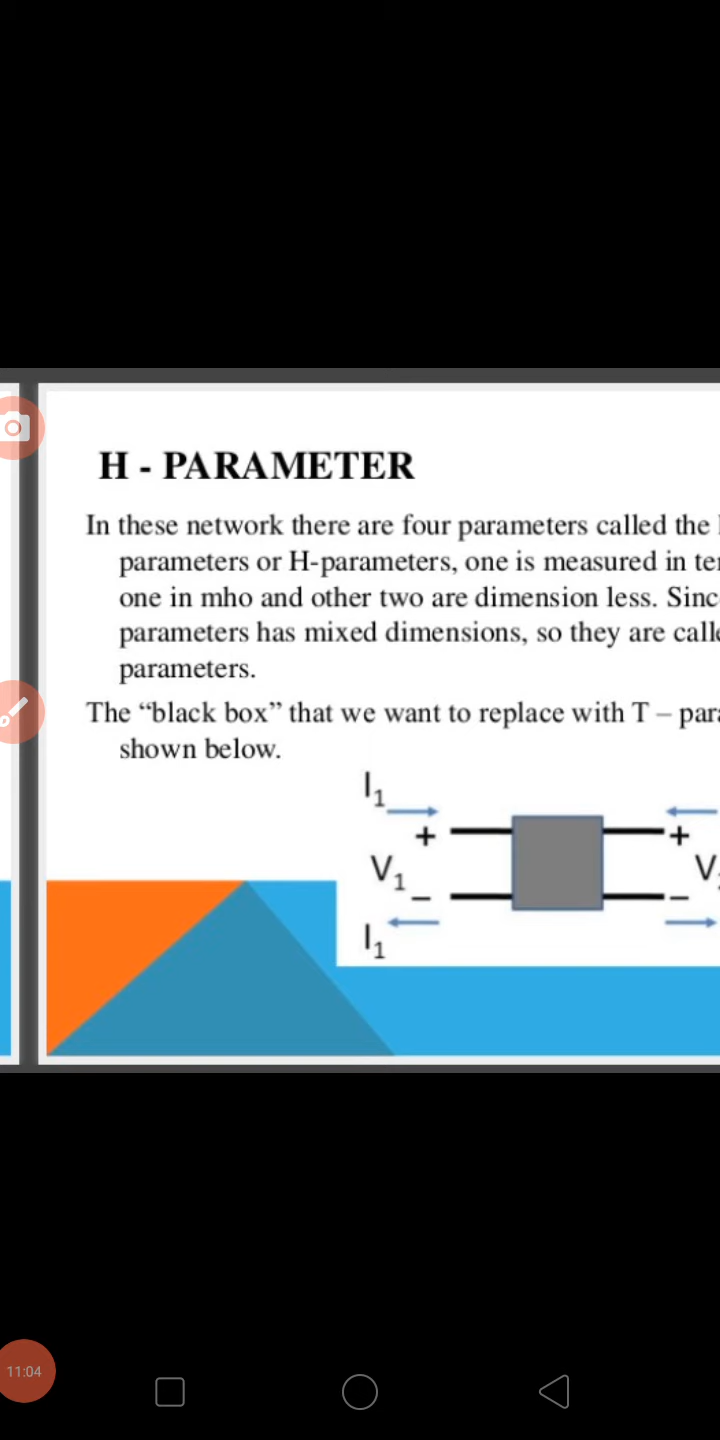 H - PARAMETER
In these network there are four parameters called the
parameters or H-parameters, one is measured in
one in mho and other two are dimension less.
parameters has mixed dimensions, so they are
parameters.
The “black box” that we want to replace with T –
shown below.
I1
+ +
V1 V
– –
I1
11:04